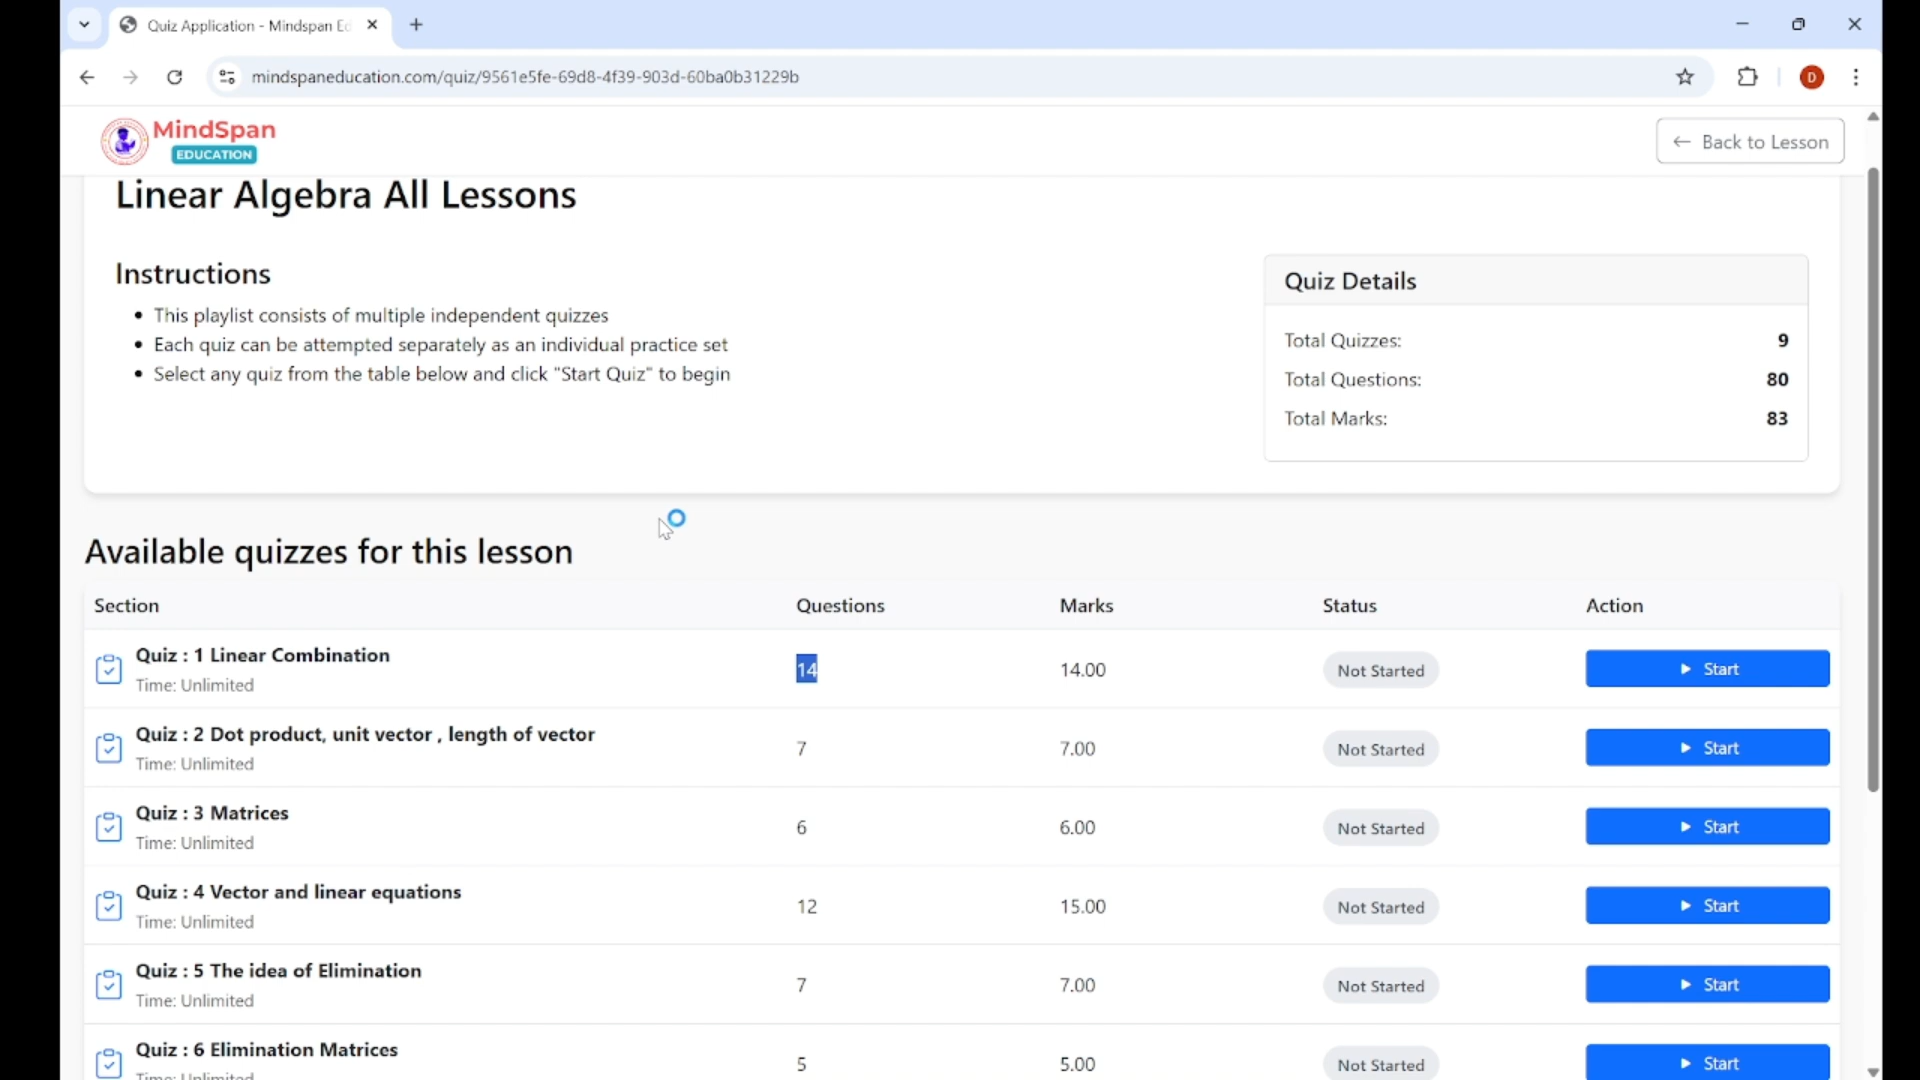 Quiz Application - Mindspan Ed
mindspaneducation.com/quiz/9561e5fe-69d8-4f39-903d-60ba0b31229b
D
MindSpan
EDUCATION
← Back to Lesson
Linear Algebra All Lessons
Instructions
• This playlist consists of multiple independent quizzes
• Each quiz can be attempted separately as an individual practice set
• Select any quiz from the table below and click "Start Quiz" to begin
Quiz Details
Total Quizzes: 9
Total Questions: 80
Total Marks: 83
Available quizzes for this lesson
Section Questions Marks Status Action
Quiz : 1 Linear Combination
Time: Unlimited
14 14.00 Not Started Start
Quiz : 2 Dot product, unit vector , length of vector
Time: Unlimited
7 7.00 Not Started Start
Quiz : 3 Matrices
Time: Unlimited
6 6.00 Not Started Start
Quiz : 4 Vector and linear equations
Time: Unlimited
12 15.00 Not Started Start
Quiz : 5 The idea of Elimination
Time: Unlimited
7 7.00 Not Started Start
Quiz : 6 Elimination Matrices
Time: Unlimited
5 5.00 Not Started Start